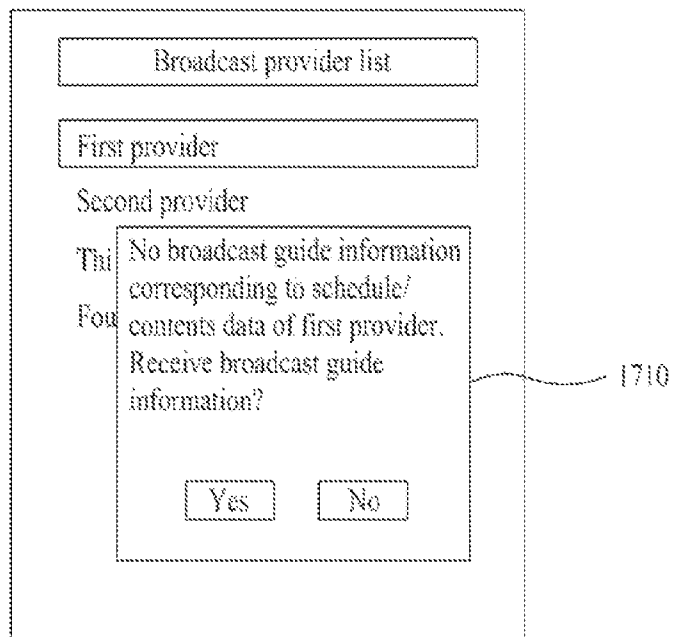 Broadcast provider list
First provider
Second provider
Thi
Fou
No broadcast guide information
corresponding to schedule/
contents data of first provider.
Receive broadcast guide
information?
Yes No
1710